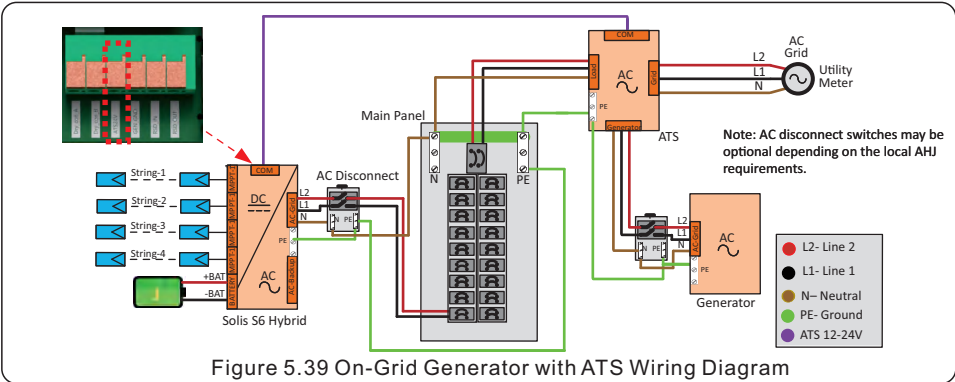 COM
AC
Grid
L2
L1
N
Utility
Meter
Load
AC
Grid
PE
Generator
ATS
Note: AC disconnect switches may be
optional depending on the local AHJ
requirements.
Main Panel
N
PE
COM
String-1
String-2
String-3
String-4
MPPT-1
MPPT-1
MPPT-1
MPPT-1
DC
AC
AC-Grid
AC-Backup
PE
L2
L1
N
AC Disconnect
N
PE
+BAT
-BAT
BATTERY
Solis S6 Hybrid
N
PE
L2
L1
N
AC-Grid
AC
PE
Generator
L2- Line 2
L1- Line 1
N– Neutral
PE- Ground
ATS 12-24V
Figure 5.39 On-Grid Generator with ATS Wiring Diagram